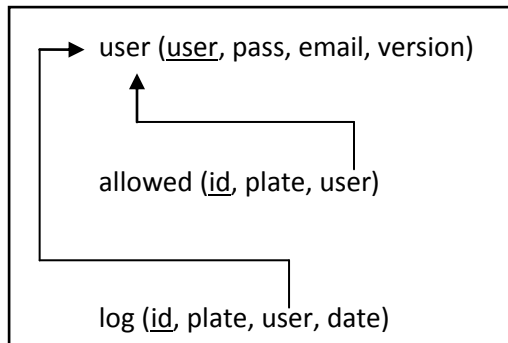 user (user, pass, email, version)
allowed (id, plate, user)
log (id, plate, user, date)